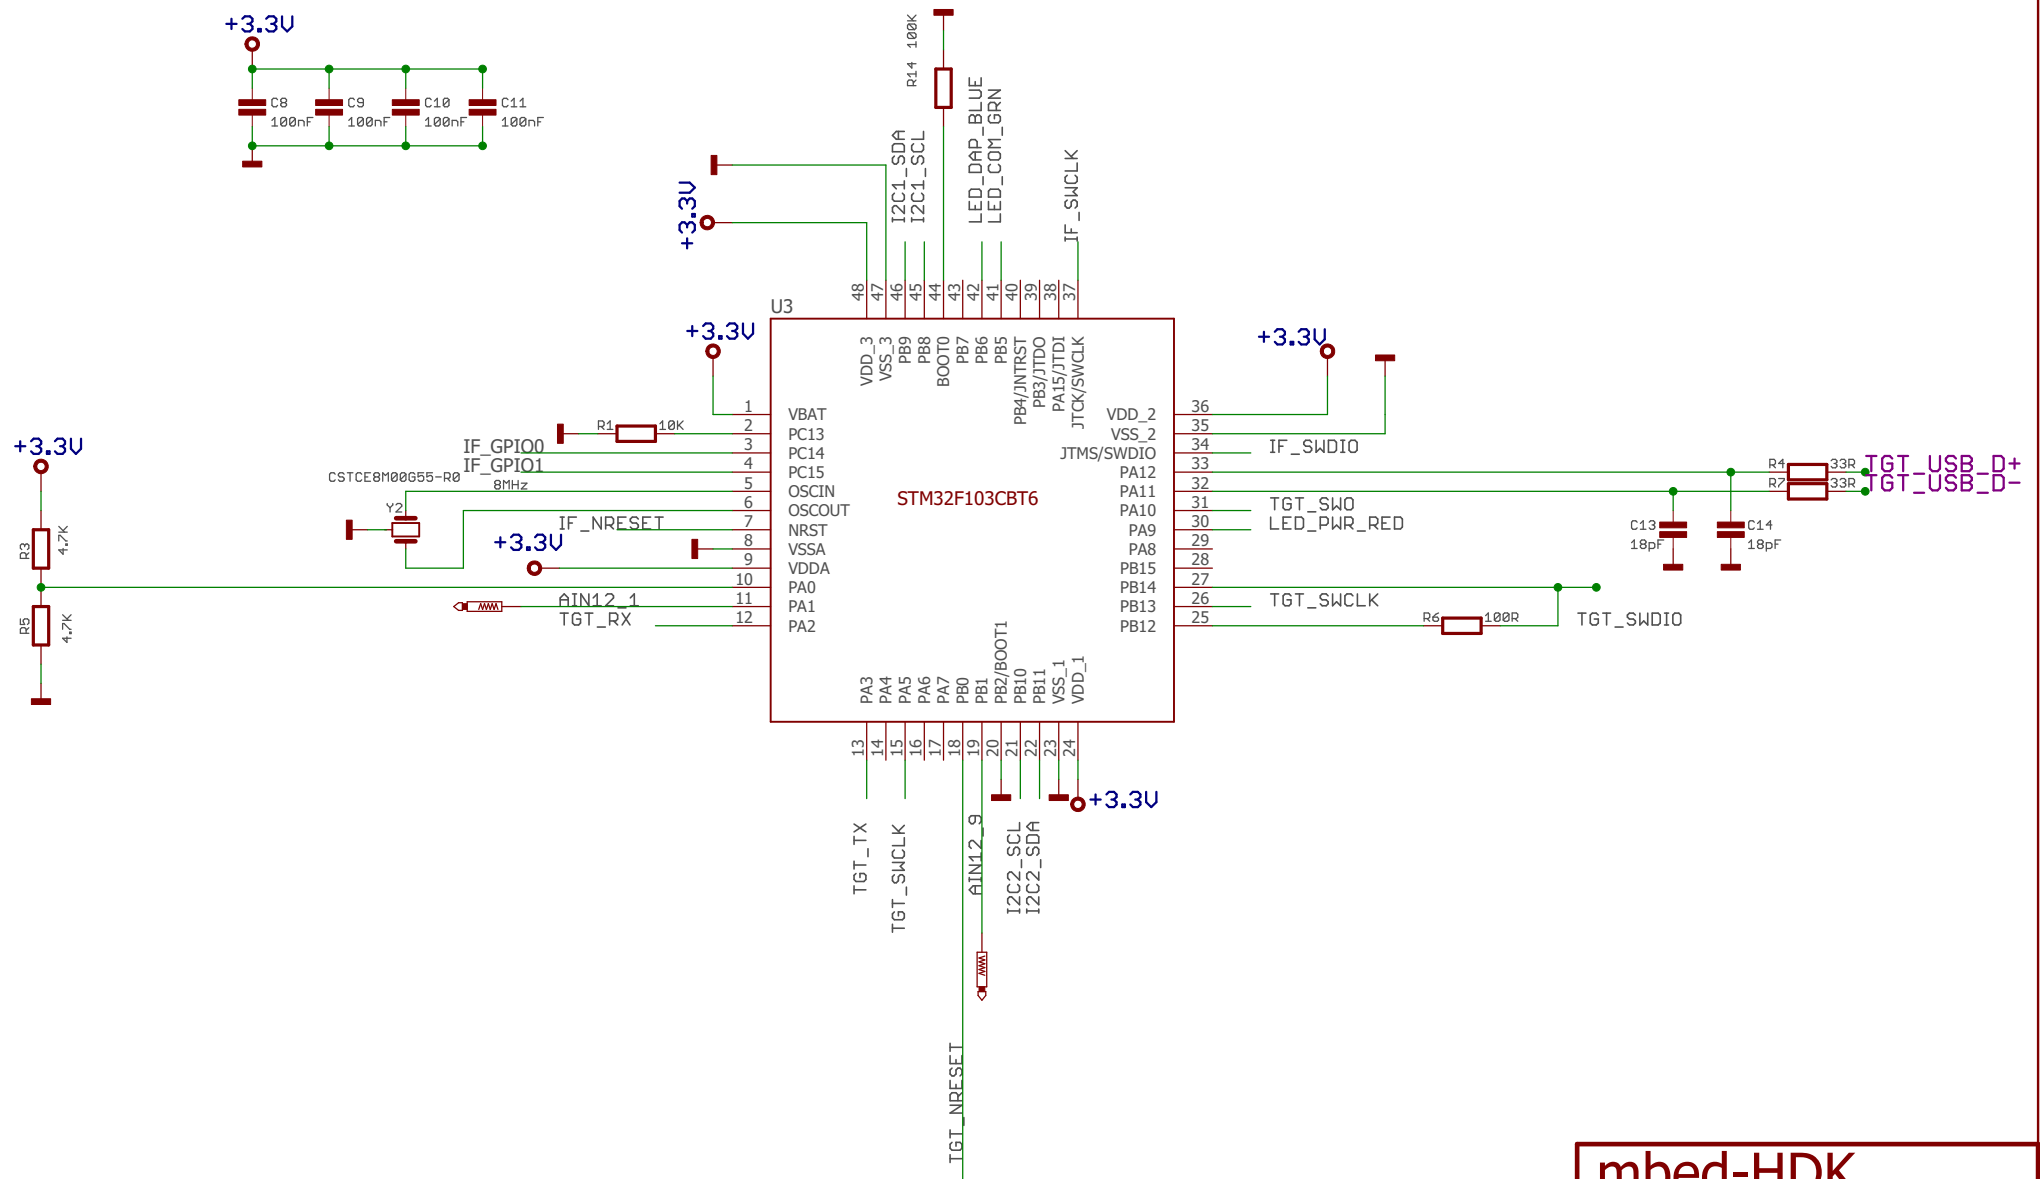 +3.3V
C8
100nF
C9
100nF
C10
100nF
C11
100nF
R14 100K
I2C1_SDA
I2C1_SCL
LED_DAP_BLUE
LED_COM_GRN
IF_SWCLK
+3.3V
48
47
46
45
44
43
42
41
40
39
38
37
U3
VDD_3
VSS_3
PB9
PB8
BOOT0
PB7
PB6
PB5
PB4/JNTRST
PB3/JTDO
PA15/JTDI
JTCK/SWCLK
+3.3V
+3.3V
1 VBAT
2 PC13
3 PC14
4 PC15
5 OSCIN
6 OSCOUT
7 NRST
8 VSSA
9 VDDA
10 PA0
11 PA1
12 PA2
R1 10K
IF_GPIO0
IF_GPIO1
CSTCE8M00G55-R0
8MHz
Y2
IF_NRESET
+3.3V
AIN12_1
TGT_RX
+3.3V
R3
4.7K
R5
4.7K
STM32F103CBT6
VDD_2 36
VSS_2 35
JTMS/SWDIO 34
PA12 33
PA11 32
PA10 31
PA9 30
PA8 29
PB15 28
PB14 27
PB13 26
PB12 25
IF_SWDIO
R4 33R TGT_USB_D+
R7 33R TGT_USB_D-
TGT_SWO
LED_PWR_RED
C13
18pF
C14
18pF
TGT_SWCLK
R6 100R
TGT_SWDIO
PA3
PA4
PA5
PA6
PA7
PB0
PB1
PB2/BOOT1
PB10
PB11
VSS_1
VDD_1
13
14
15
16
17
18
19
20
21
22
23
24
+3.3V
TGT_TX
TGT_SWCLK
AIN12_9
I2C2_SCL
I2C2_SDA
TGT_NRESET
mbed-HDK